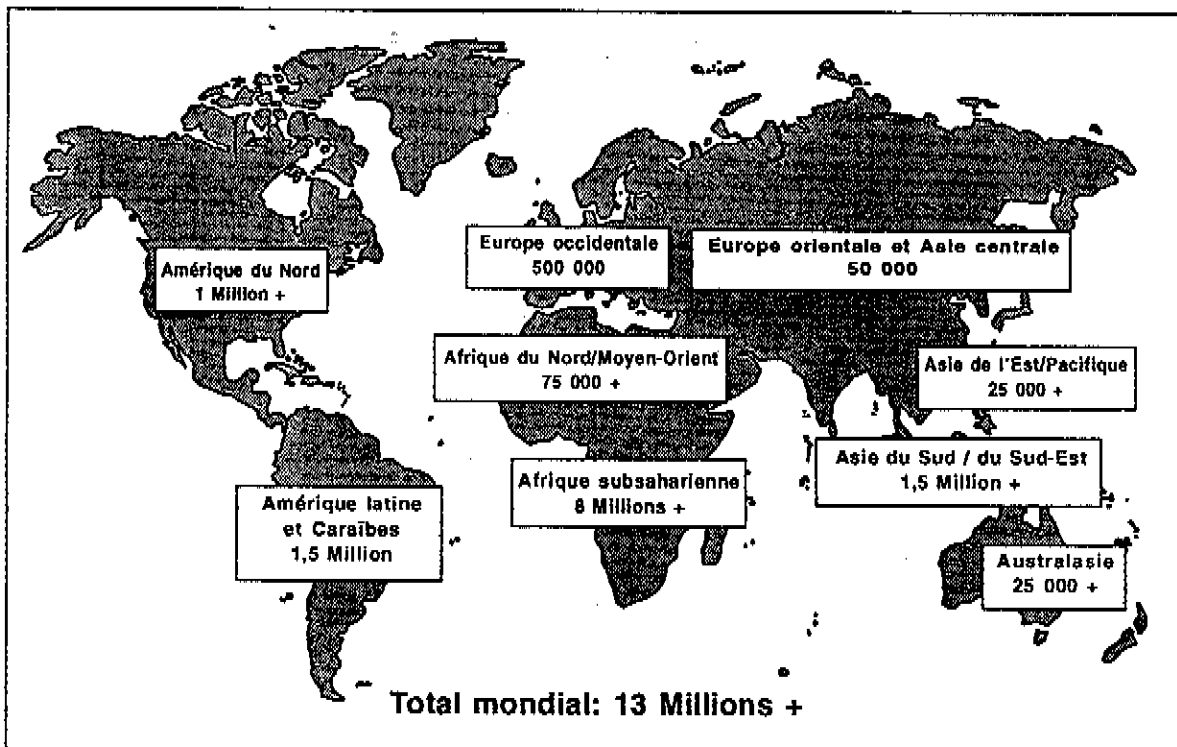 Amérique du Nord
1 Million +
Europe occidentale
500 000
Europe orientale et Asie centrale
50 000
Afrique du Nord/Moyen-Orient
75 000 +
Asie de l'Est/Pacifique
25 000 +
Asie du Sud / du Sud-Est
1,5 Million +
Afrique subsaharienne
8 Millions +
Amérique latine
et Caraïbes
1,5 Million
Australasie
25 000 +
Total mondial: 13 Millions +